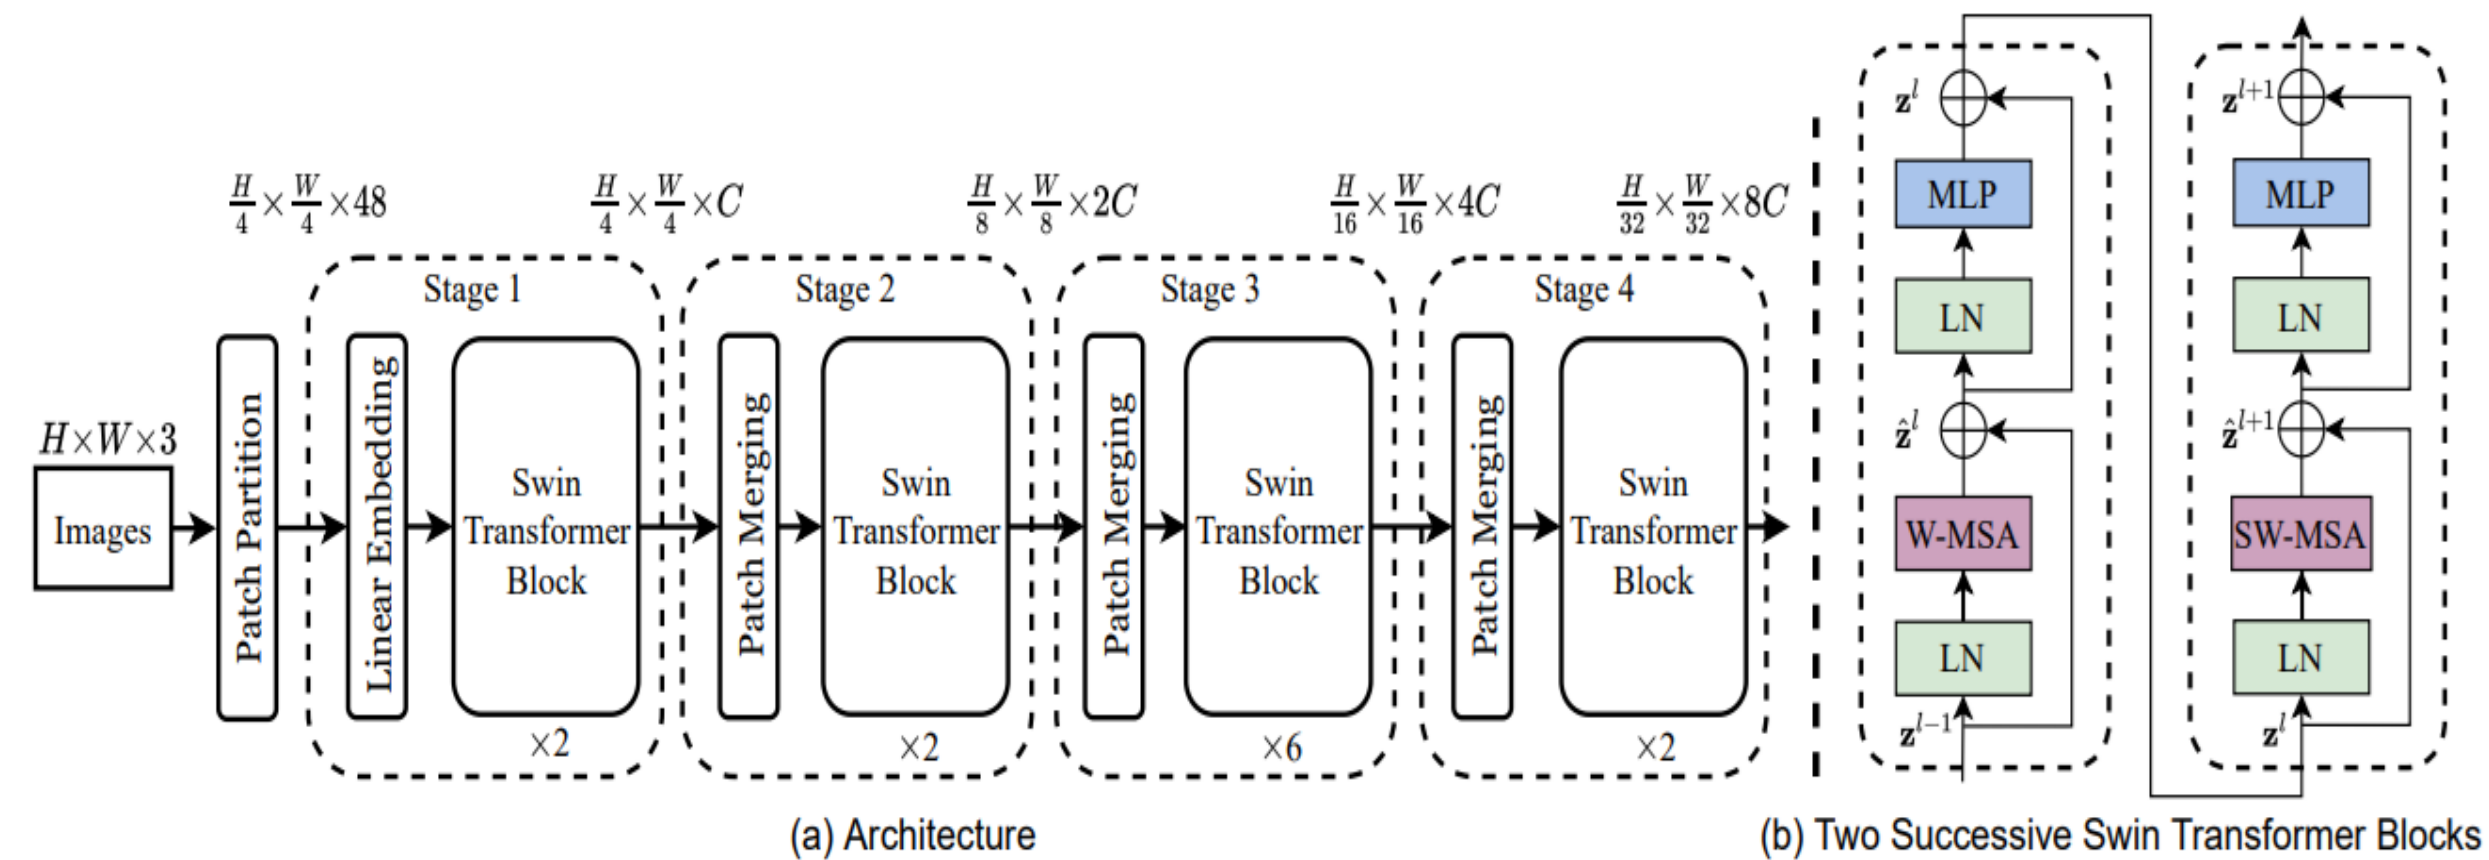 H×W×3
Images
H/4 × W/4 ×48
Patch Partition
Stage 1
Linear Embedding
Swin
Transformer
Block
×2
H/4 × W/4 ×C
Stage 2
Patch Merging
Swin
Transformer
Block
×2
H/8 × W/8 ×2C
Stage 3
Patch Merging
Swin
Transformer
Block
×6
H/16 × W/16 ×4C
Stage 4
Patch Merging
Swin
Transformer
Block
×2
H/32 × W/32 ×8C
(a) Architecture
z^l
MLP
LN
ẑ^l
W-MSA
LN
z^{l−1}
z^{l+1}
MLP
LN
ẑ^{l+1}
SW-MSA
LN
z^l
(b) Two Successive Swin Transformer Blocks